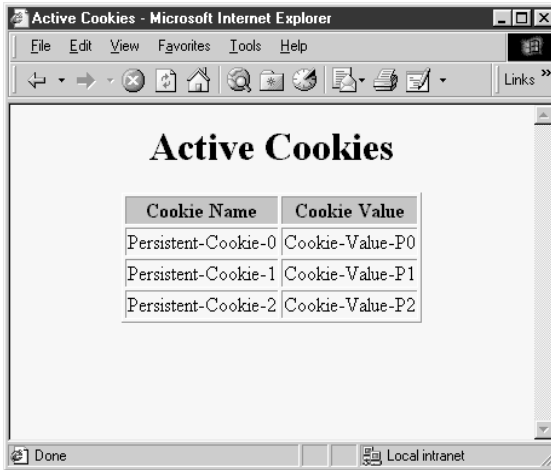 Active Cookies - Microsoft Internet Explorer
File Edit View Favorites Tools Help
Links »
Active Cookies
Cookie Name Cookie Value
Persistent-Cookie-0 Cookie-Value-P0
Persistent-Cookie-1 Cookie-Value-P1
Persistent-Cookie-2 Cookie-Value-P2
Done Local intranet